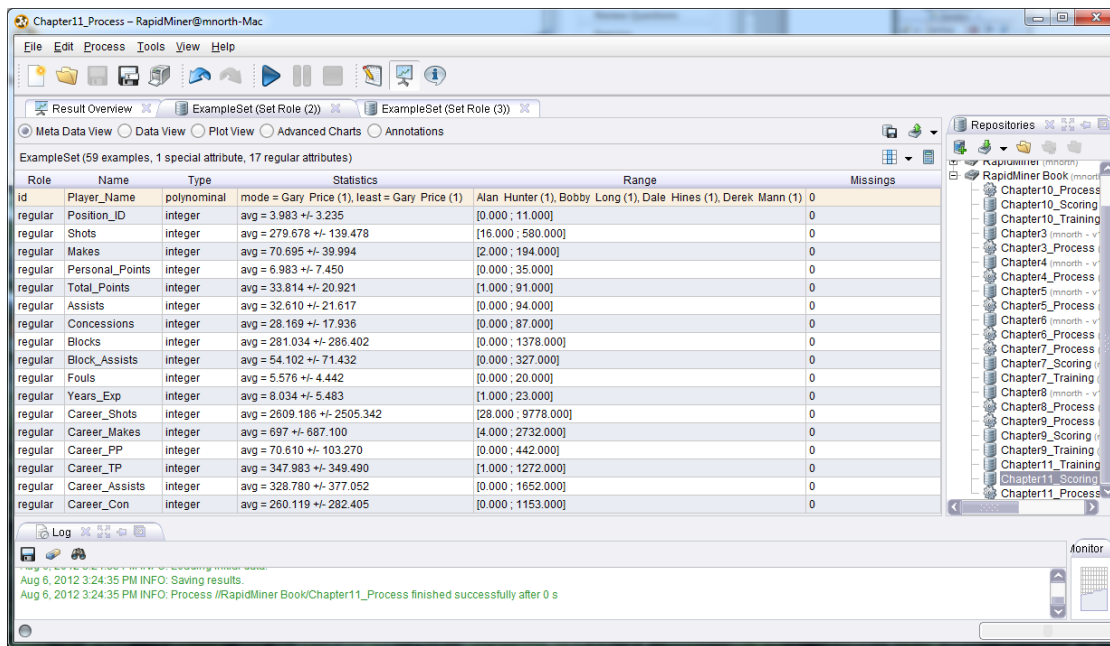 Chapter11_Process – RapidMiner@mnorth-Mac
File Edit Process Tools View Help
Result Overview ExampleSet (Set Role (2)) ExampleSet (Set Role (3))
Meta Data View Data View Plot View Advanced Charts Annotations
ExampleSet (59 examples, 1 special attribute, 17 regular attributes)
Role Name Type Statistics Range Missings
id Player_Name polynominal mode = Gary Price (1), least = Gary Price (1) Alan Hunter (1), Bobby Long (1), Dale Hines (1), Derek Mann (1) 0
regular Position_ID integer avg = 3.983 +/- 3.235 [0.000 ; 11.000] 0
regular Shots integer avg = 279.678 +/- 139.478 [16.000 ; 580.000] 0
regular Makes integer avg = 70.695 +/- 39.994 [2.000 ; 194.000] 0
regular Personal_Points integer avg = 6.983 +/- 7.450 [0.000 ; 35.000] 0
regular Total_Points integer avg = 33.814 +/- 20.921 [1.000 ; 91.000] 0
regular Assists integer avg = 32.610 +/- 21.617 [0.000 ; 94.000] 0
regular Concessions integer avg = 28.169 +/- 17.936 [0.000 ; 87.000] 0
regular Blocks integer avg = 281.034 +/- 286.402 [0.000 ; 1378.000] 0
regular Block_Assists integer avg = 54.102 +/- 71.432 [0.000 ; 327.000] 0
regular Fouls integer avg = 5.576 +/- 4.442 [0.000 ; 20.000] 0
regular Years_Exp integer avg = 8.034 +/- 5.483 [1.000 ; 23.000] 0
regular Career_Shots integer avg = 2609.186 +/- 2505.342 [28.000 ; 9778.000] 0
regular Career_Makes integer avg = 697 +/- 687.100 [4.000 ; 2732.000] 0
regular Career_PP integer avg = 70.610 +/- 103.270 [0.000 ; 442.000] 0
regular Career_TP integer avg = 347.983 +/- 349.490 [1.000 ; 1272.000] 0
regular Career_Assists integer avg = 328.780 +/- 377.052 [0.000 ; 1652.000] 0
regular Career_Con integer avg = 260.119 +/- 282.405 [0.000 ; 1153.000] 0
Repositories
RapidMiner (mnorth)
RapidMiner Book (mnort
Chapter10_Process
Chapter10_Scoring
Chapter10_Training
Chapter3 (mnorth - v
Chapter3_Process
Chapter4 (mnorth - v
Chapter4_Process
Chapter5 (mnorth - v
Chapter5_Process
Chapter6 (mnorth - v
Chapter6_Process
Chapter7_Process
Chapter7_Scoring
Chapter7_Training
Chapter8 (mnorth - v
Chapter8_Process
Chapter9_Process
Chapter9_Scoring
Chapter9_Training
Chapter11_Training
Chapter11_Scoring
Chapter11_Process
Log
Monitor
Aug 6, 2012 3:24:35 PM INFO: Saving results.
Aug 6, 2012 3:24:35 PM INFO: Process //RapidMiner Book/Chapter11_Process finished successfully after 0 s